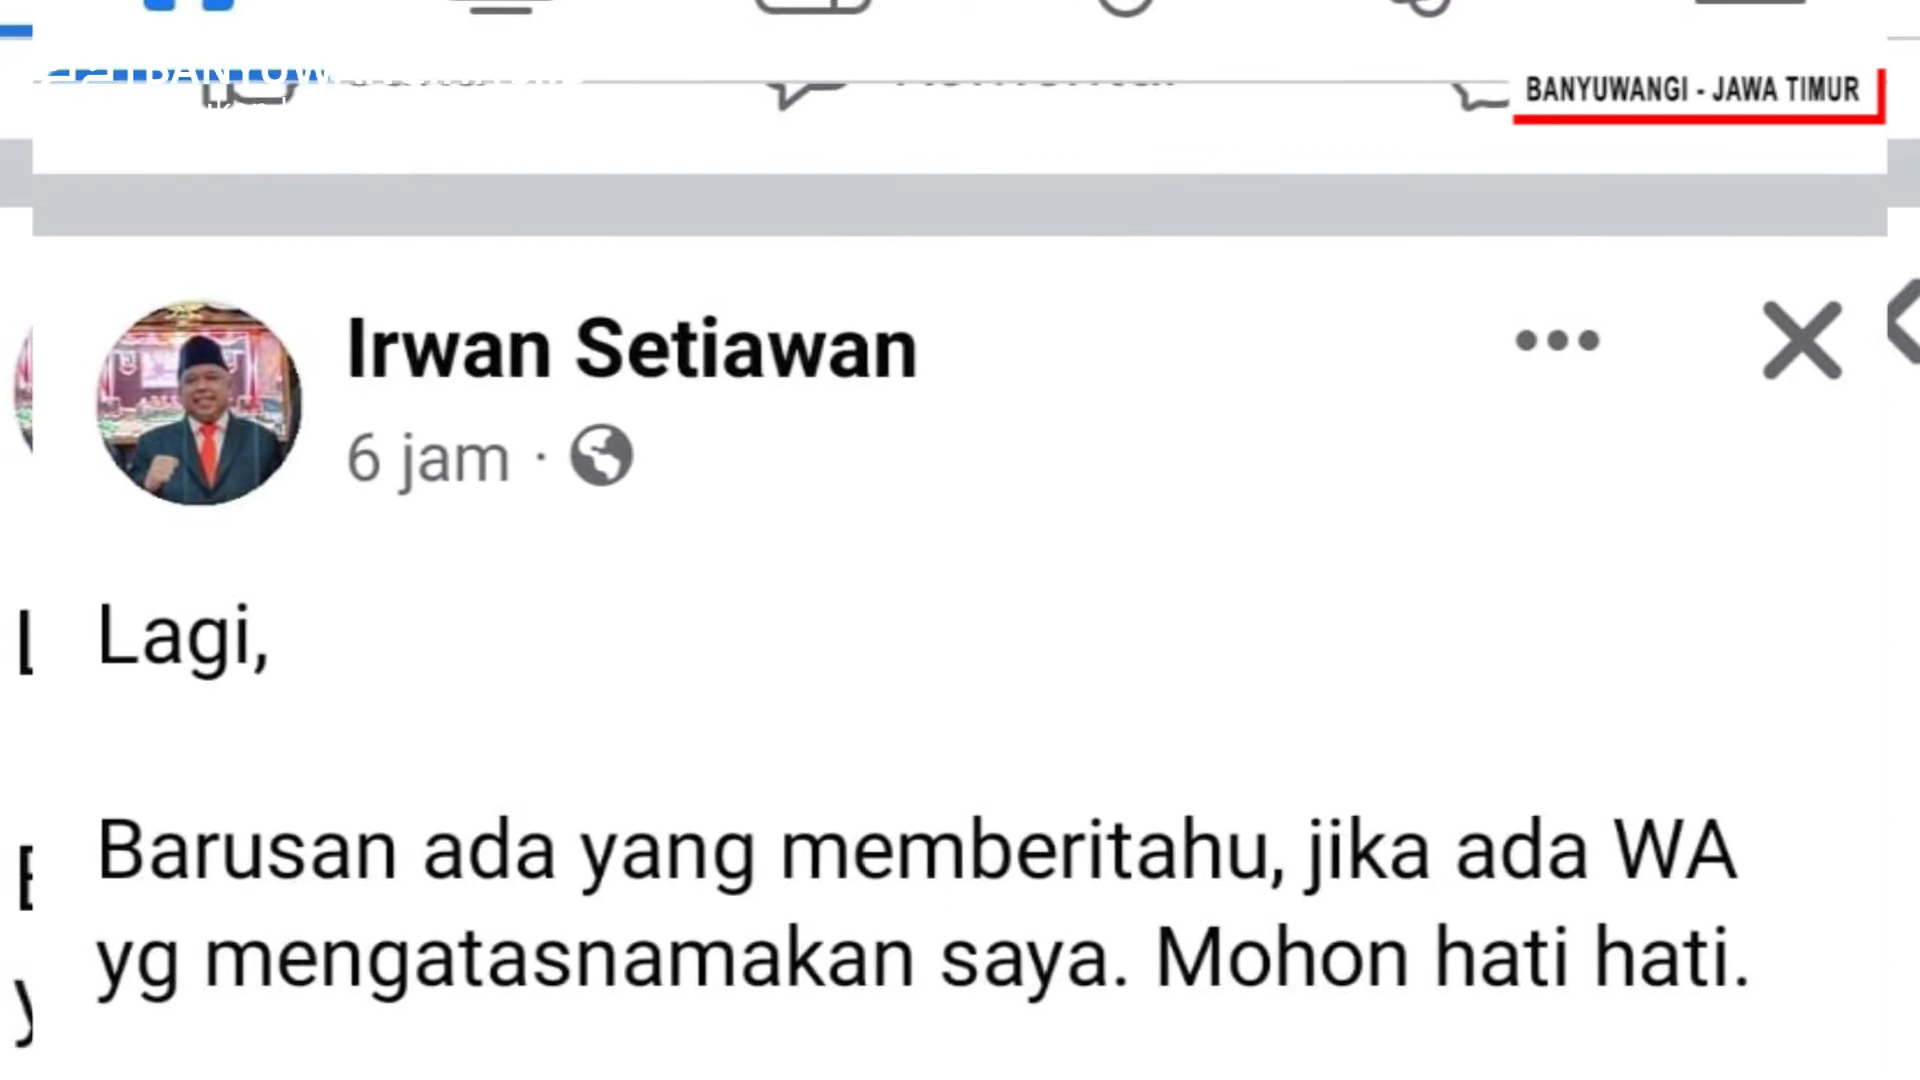 BANYUWANGI - JAWA TIMUR
Irwan Setiawan
6 jam ·
Lagi,
Barusan ada yang memberitahu, jika ada WA
yg mengatasnamakan saya. Mohon hati hati.